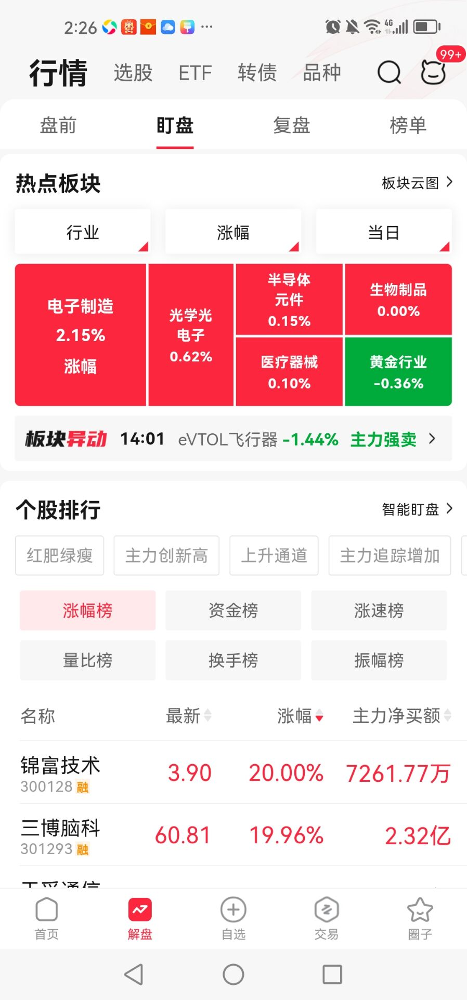 2:26
4G
行情 选股 ETF 转债 品种 99+
盘前 盯盘 复盘 榜单
热点板块 板块云图
行业 涨幅 当日
电子制造
2.15%
涨幅
光学光
电子
0.62%
半导体
元件
0.15%
生物制品
0.00%
医疗器械
0.10%
黄金行业
-0.36%
板块异动 14:01 eVTOL飞行器 -1.44% 主力强卖
个股排行 智能盯盘
红肥绿瘦 主力创新高 上升通道 主力追踪增加
涨幅榜 资金榜 涨速榜
量比榜 换手榜 振幅榜
名称 最新 涨幅 主力净买额
锦富技术 3.90 20.00% 7261.77万
300128 融
三博脑科 60.81 19.96% 2.32亿
301293 融
首页 解盘 自选 交易 圈子